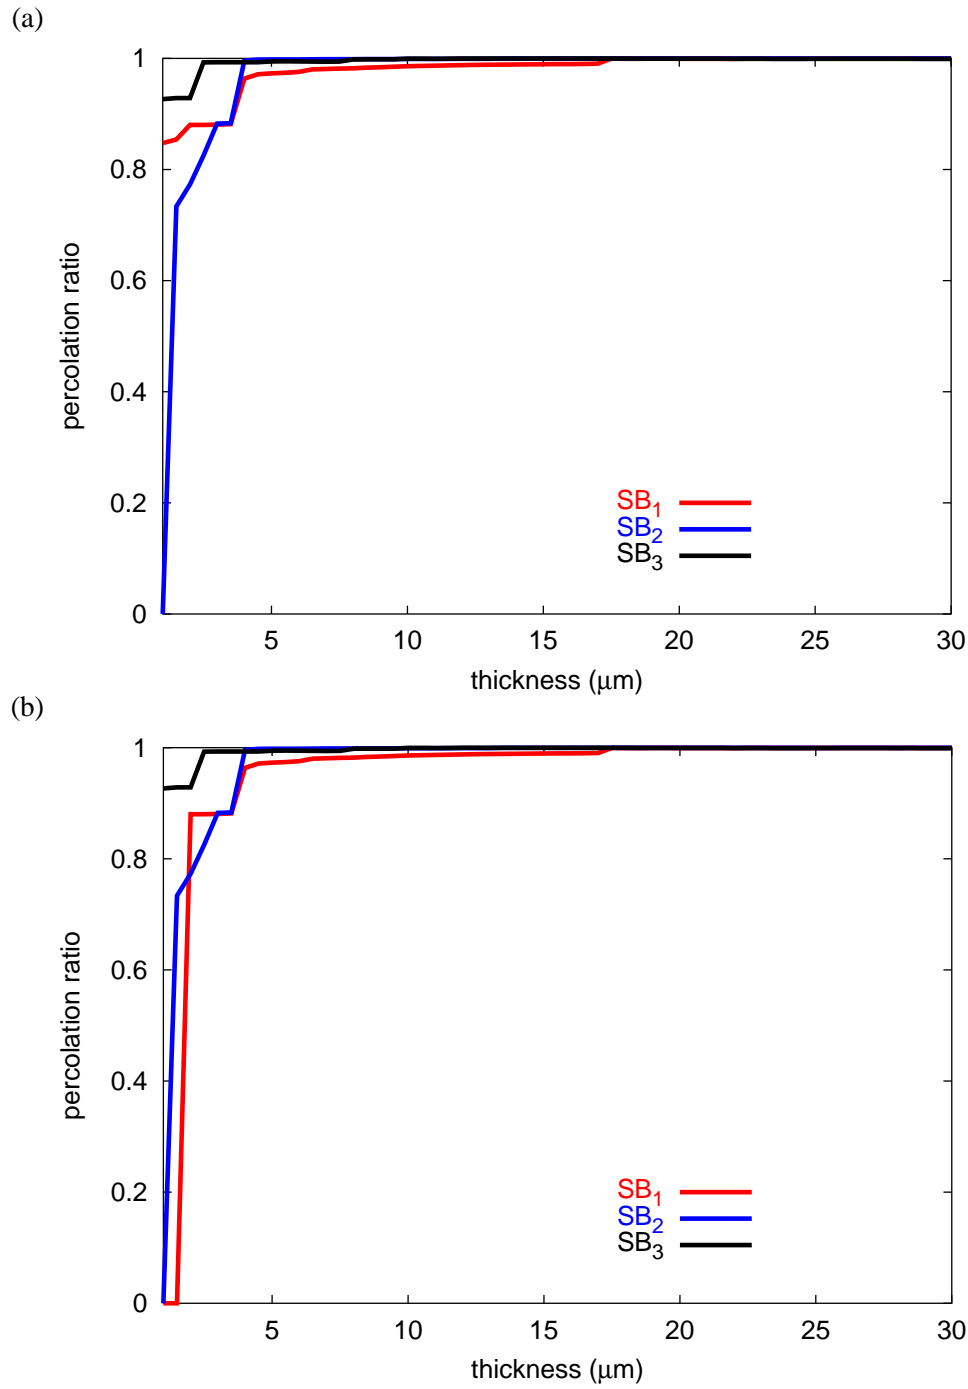 (a)
1
0.8
0.6
0.4
0.2
0
percolation ratio
SB1
SB2
SB3
5 10 15 20 25 30
thickness (μm)
(b)
1
0.8
0.6
0.4
0.2
0
percolation ratio
SB1
SB2
SB3
5 10 15 20 25 30
thickness (μm)